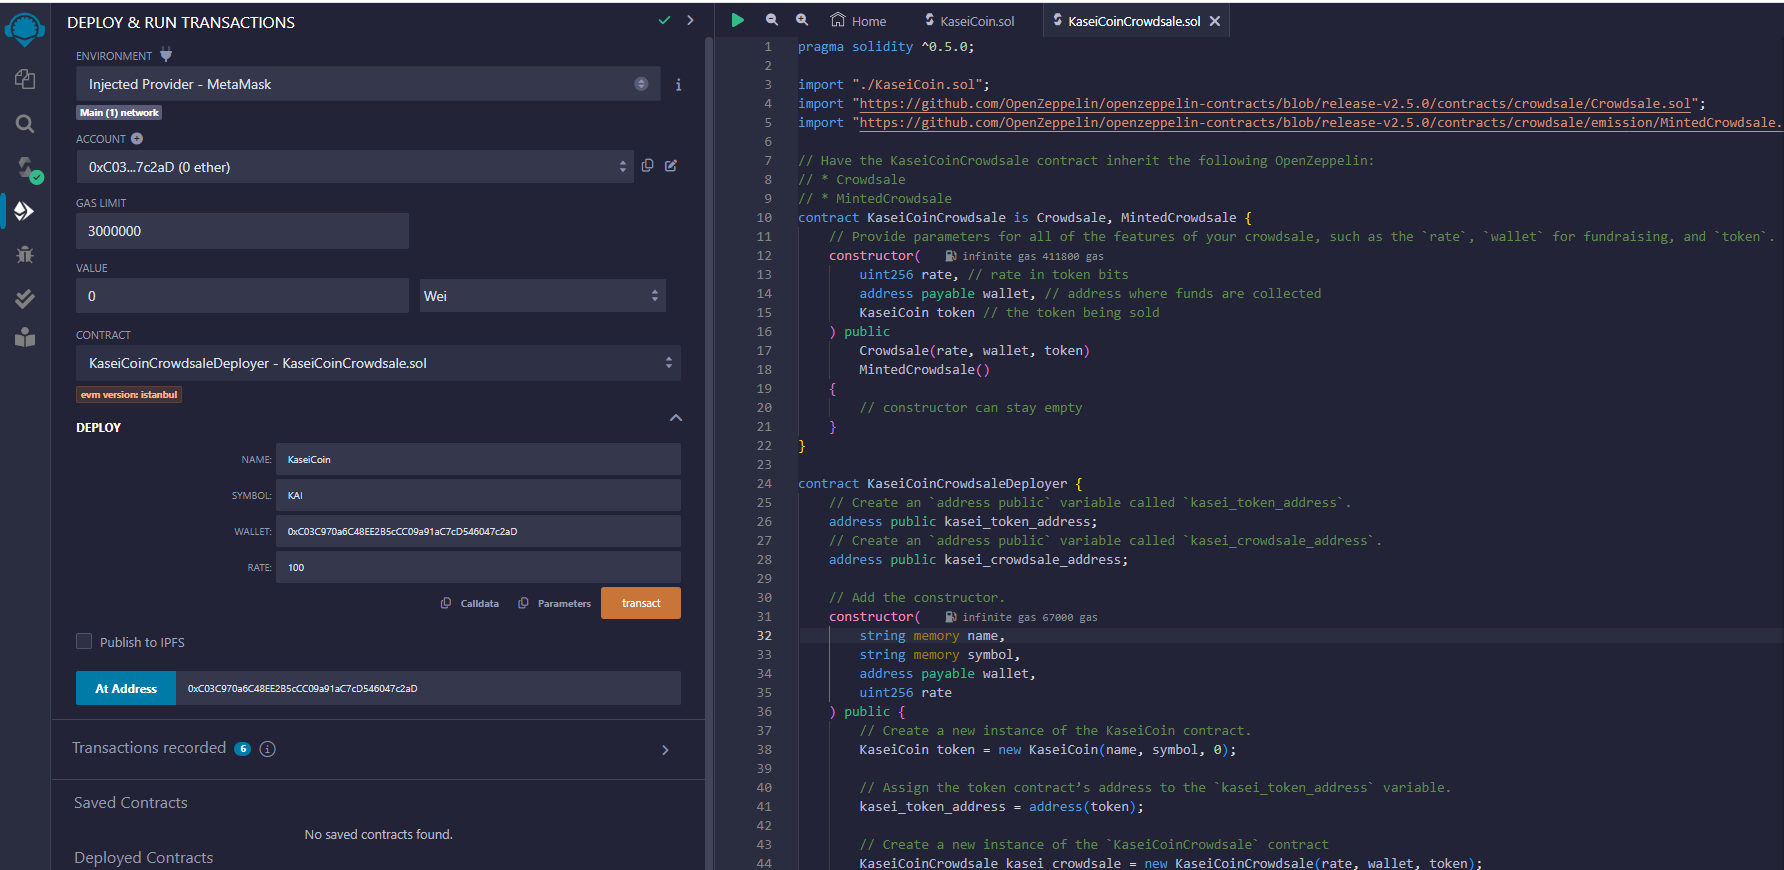 DEPLOY & RUN TRANSACTIONS
ENVIRONMENT
Injected Provider - MetaMask
Main (1) network
ACCOUNT
0xC03...7c2aD (0 ether)
GAS LIMIT
3000000
VALUE
0
Wei
CONTRACT
KaseiCoinCrowdsaleDeployer - KaseiCoinCrowdsale.sol
evm version: istanbul
DEPLOY
NAME: KaseiCoin
SYMBOL: KAI
WALLET: 0xC03C970a6C48EE2B5cCC09a91aC7cD546047c2aD
RATE: 100
Calldata
Parameters
transact
Publish to IPFS
At Address
0xC03C970a6C48EE2B5cCC09a91aC7cD546047c2aD
Transactions recorded 6 i
Saved Contracts
No saved contracts found.
Deployed Contracts
Home
KaseiCoin.sol
KaseiCoinCrowdsale.sol
1 pragma solidity ^0.5.0;
2
3 import "./KaseiCoin.sol";
4 import "https://github.com/OpenZeppelin/openzeppelin-contracts/blob/release-v2.5.0/contracts/crowdsale/Crowdsale.sol";
5 import "https://github.com/OpenZeppelin/openzeppelin-contracts/blob/release-v2.5.0/contracts/crowdsale/emission/MintedCrowdsale.
6
7 // Have the KaseiCoinCrowdsale contract inherit the following OpenZeppelin:
8 // * Crowdsale
9 // * MintedCrowdsale
10 contract KaseiCoinCrowdsale is Crowdsale, MintedCrowdsale {
11 // Provide parameters for all of the features of your crowdsale, such as the `rate`, `wallet` for fundraising, and `token`.
12 constructor( infinite gas 411800 gas
13 uint256 rate, // rate in token bits
14 address payable wallet, // address where funds are collected
15 KaseiCoin token // the token being sold
16 ) public
17 Crowdsale(rate, wallet, token)
18 MintedCrowdsale()
19 {
20 // constructor can stay empty
21 }
22 }
23
24 contract KaseiCoinCrowdsaleDeployer {
25 // Create an `address public` variable called `kasei_token_address`.
26 address public kasei_token_address;
27 // Create an `address public` variable called `kasei_crowdsale_address`.
28 address public kasei_crowdsale_address;
29
30 // Add the constructor.
31 constructor( infinite gas 67000 gas
32 string memory name,
33 string memory symbol,
34 address payable wallet,
35 uint256 rate
36 ) public {
37 // Create a new instance of the KaseiCoin contract.
38 KaseiCoin token = new KaseiCoin(name, symbol, 0);
39
40 // Assign the token contract’s address to the `kasei_token_address` variable.
41 kasei_token_address = address(token);
42
43 // Create a new instance of the `KaseiCoinCrowdsale` contract
44 KaseiCoinCrowdsale kasei_crowdsale = new KaseiCoinCrowdsale(rate, wallet, token);